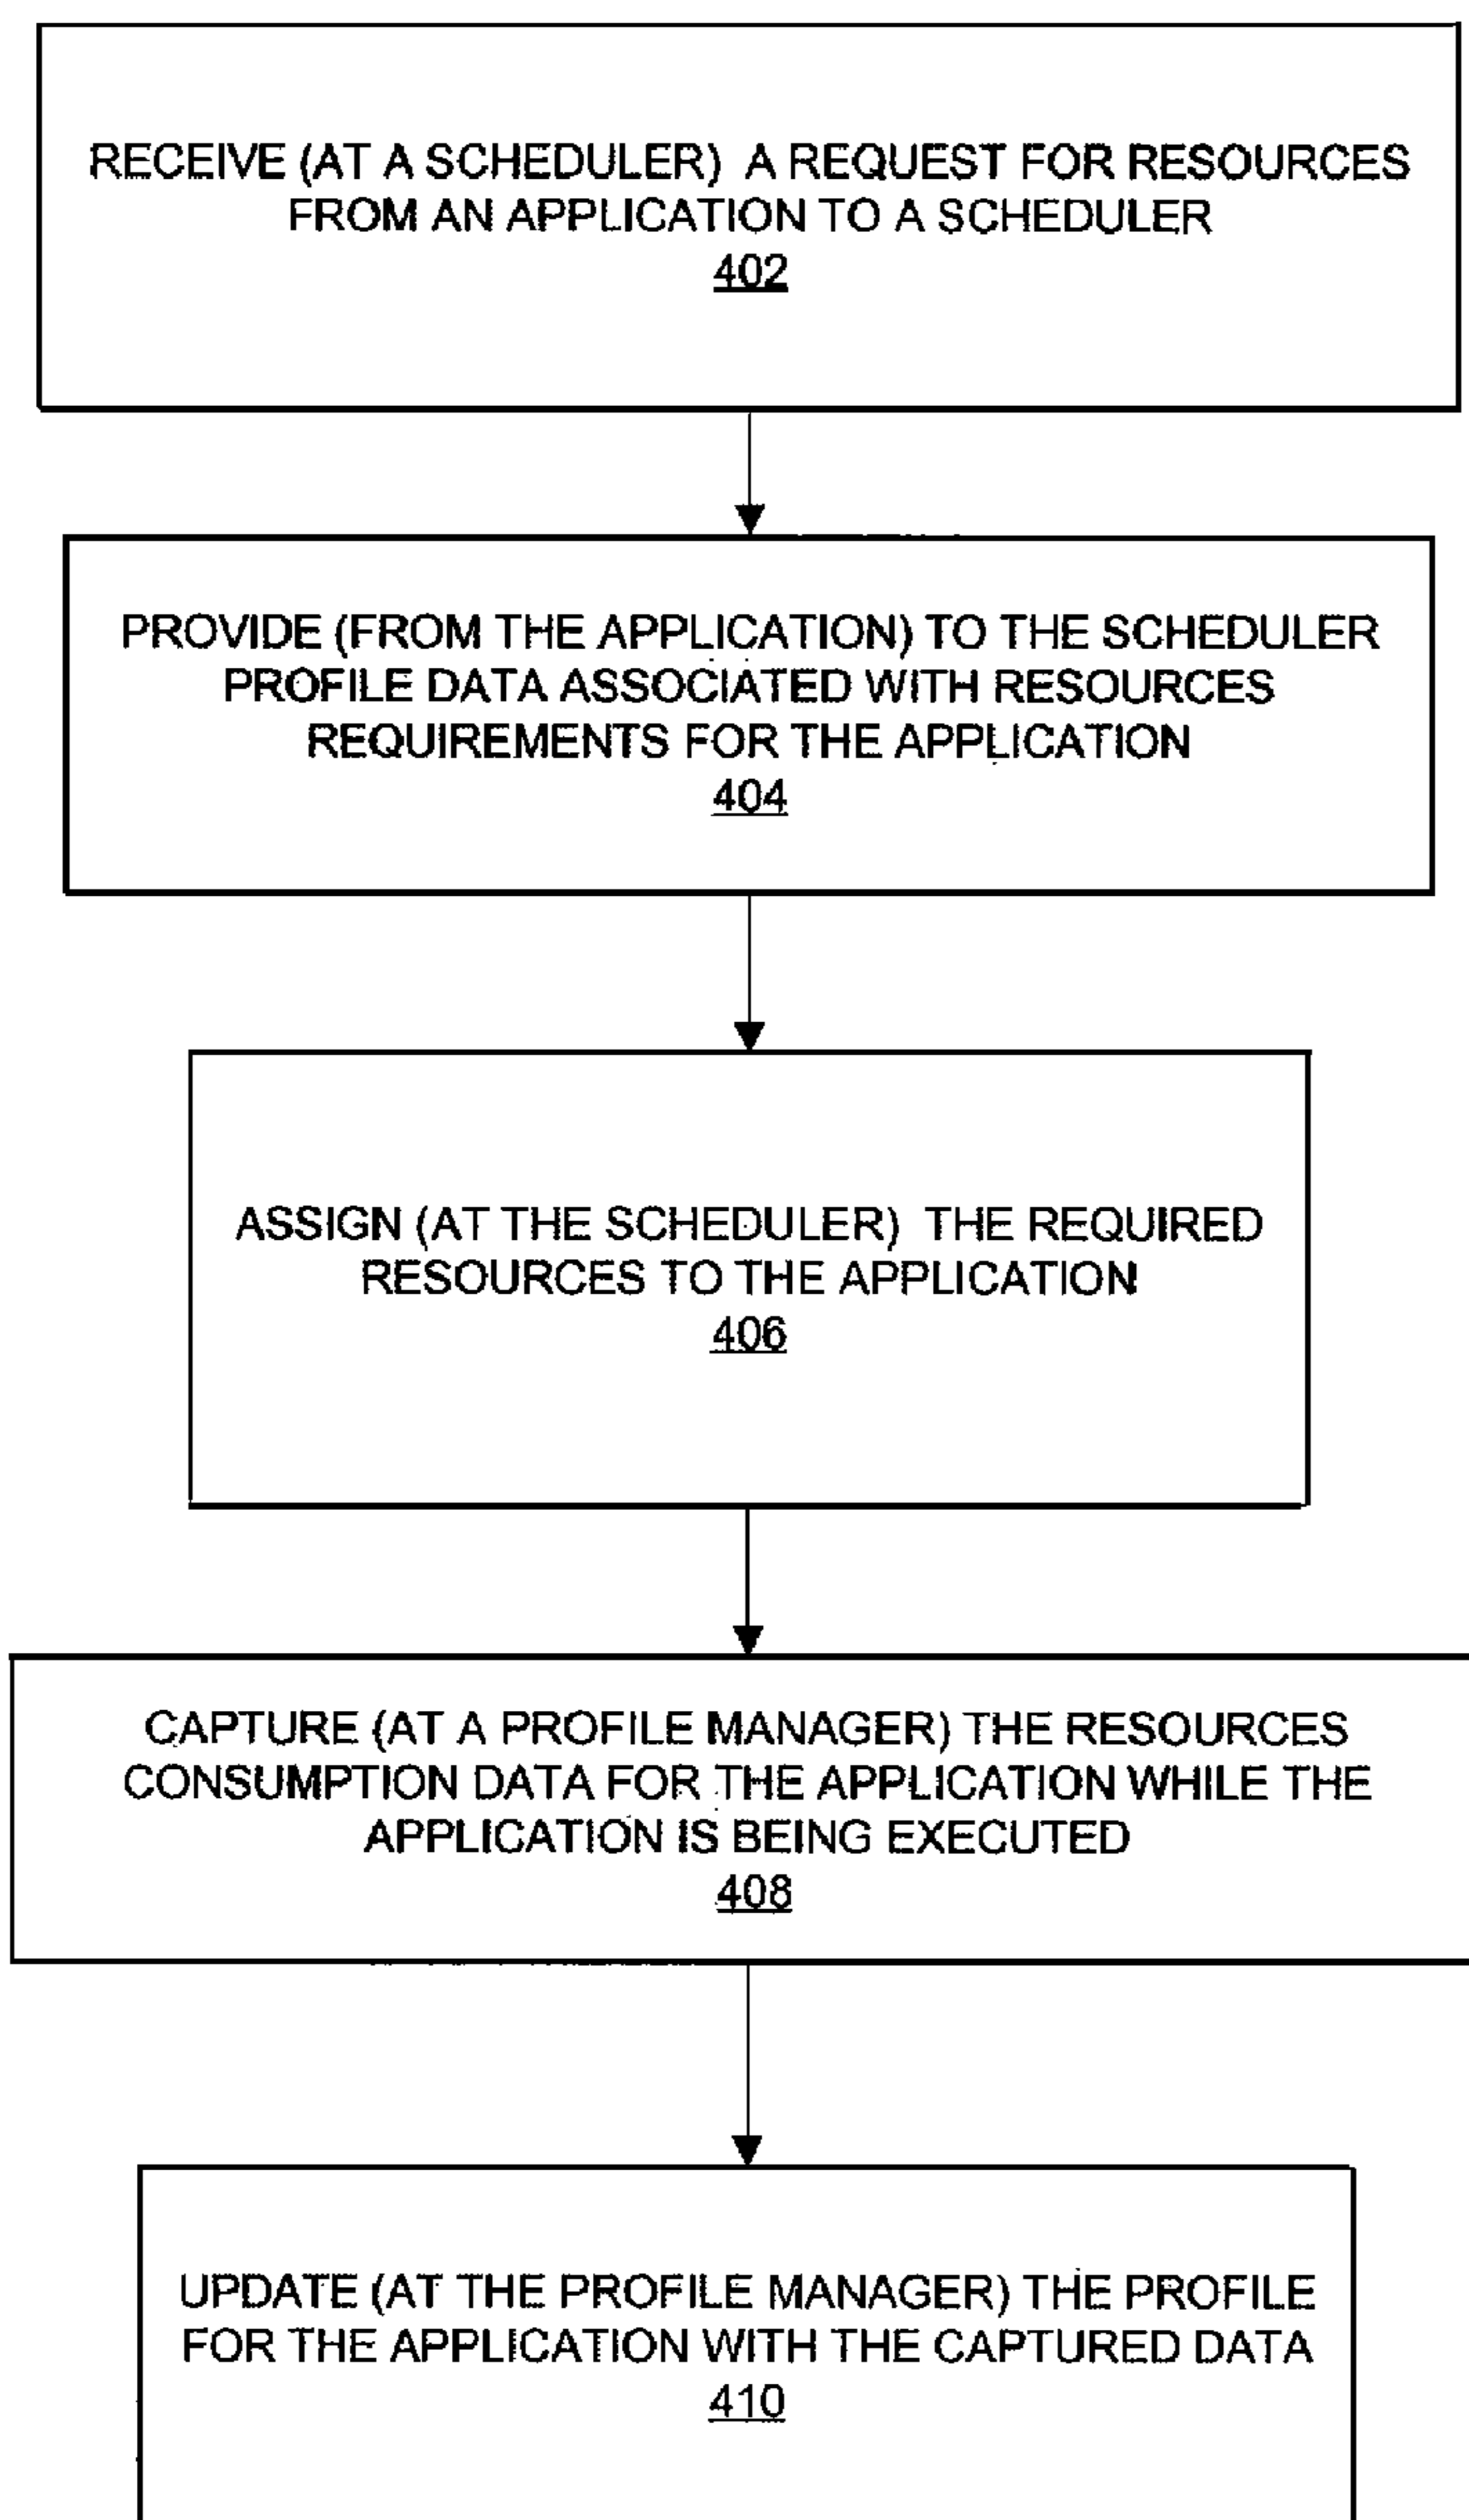 RECEIVE (AT A SCHEDULER) A REQUEST FOR RESOURCES
FROM AN APPLICATION TO A SCHEDULER
402
PROVIDE (FROM THE APPLICATION) TO THE SCHEDULER
PROFILE DATA ASSOCIATED WITH RESOURCES
REQUIREMENTS FOR THE APPLICATION
404
ASSIGN (AT THE SCHEDULER) THE REQUIRED
RESOURCES TO THE APPLICATION
406
CAPTURE (AT A PROFILE MANAGER) THE RESOURCES
CONSUMPTION DATA FOR THE APPLICATION WHILE THE
APPLICATION IS BEING EXECUTED
408
UPDATE (AT THE PROFILE MANAGER) THE PROFILE
FOR THE APPLICATION WITH THE CAPTURED DATA
410